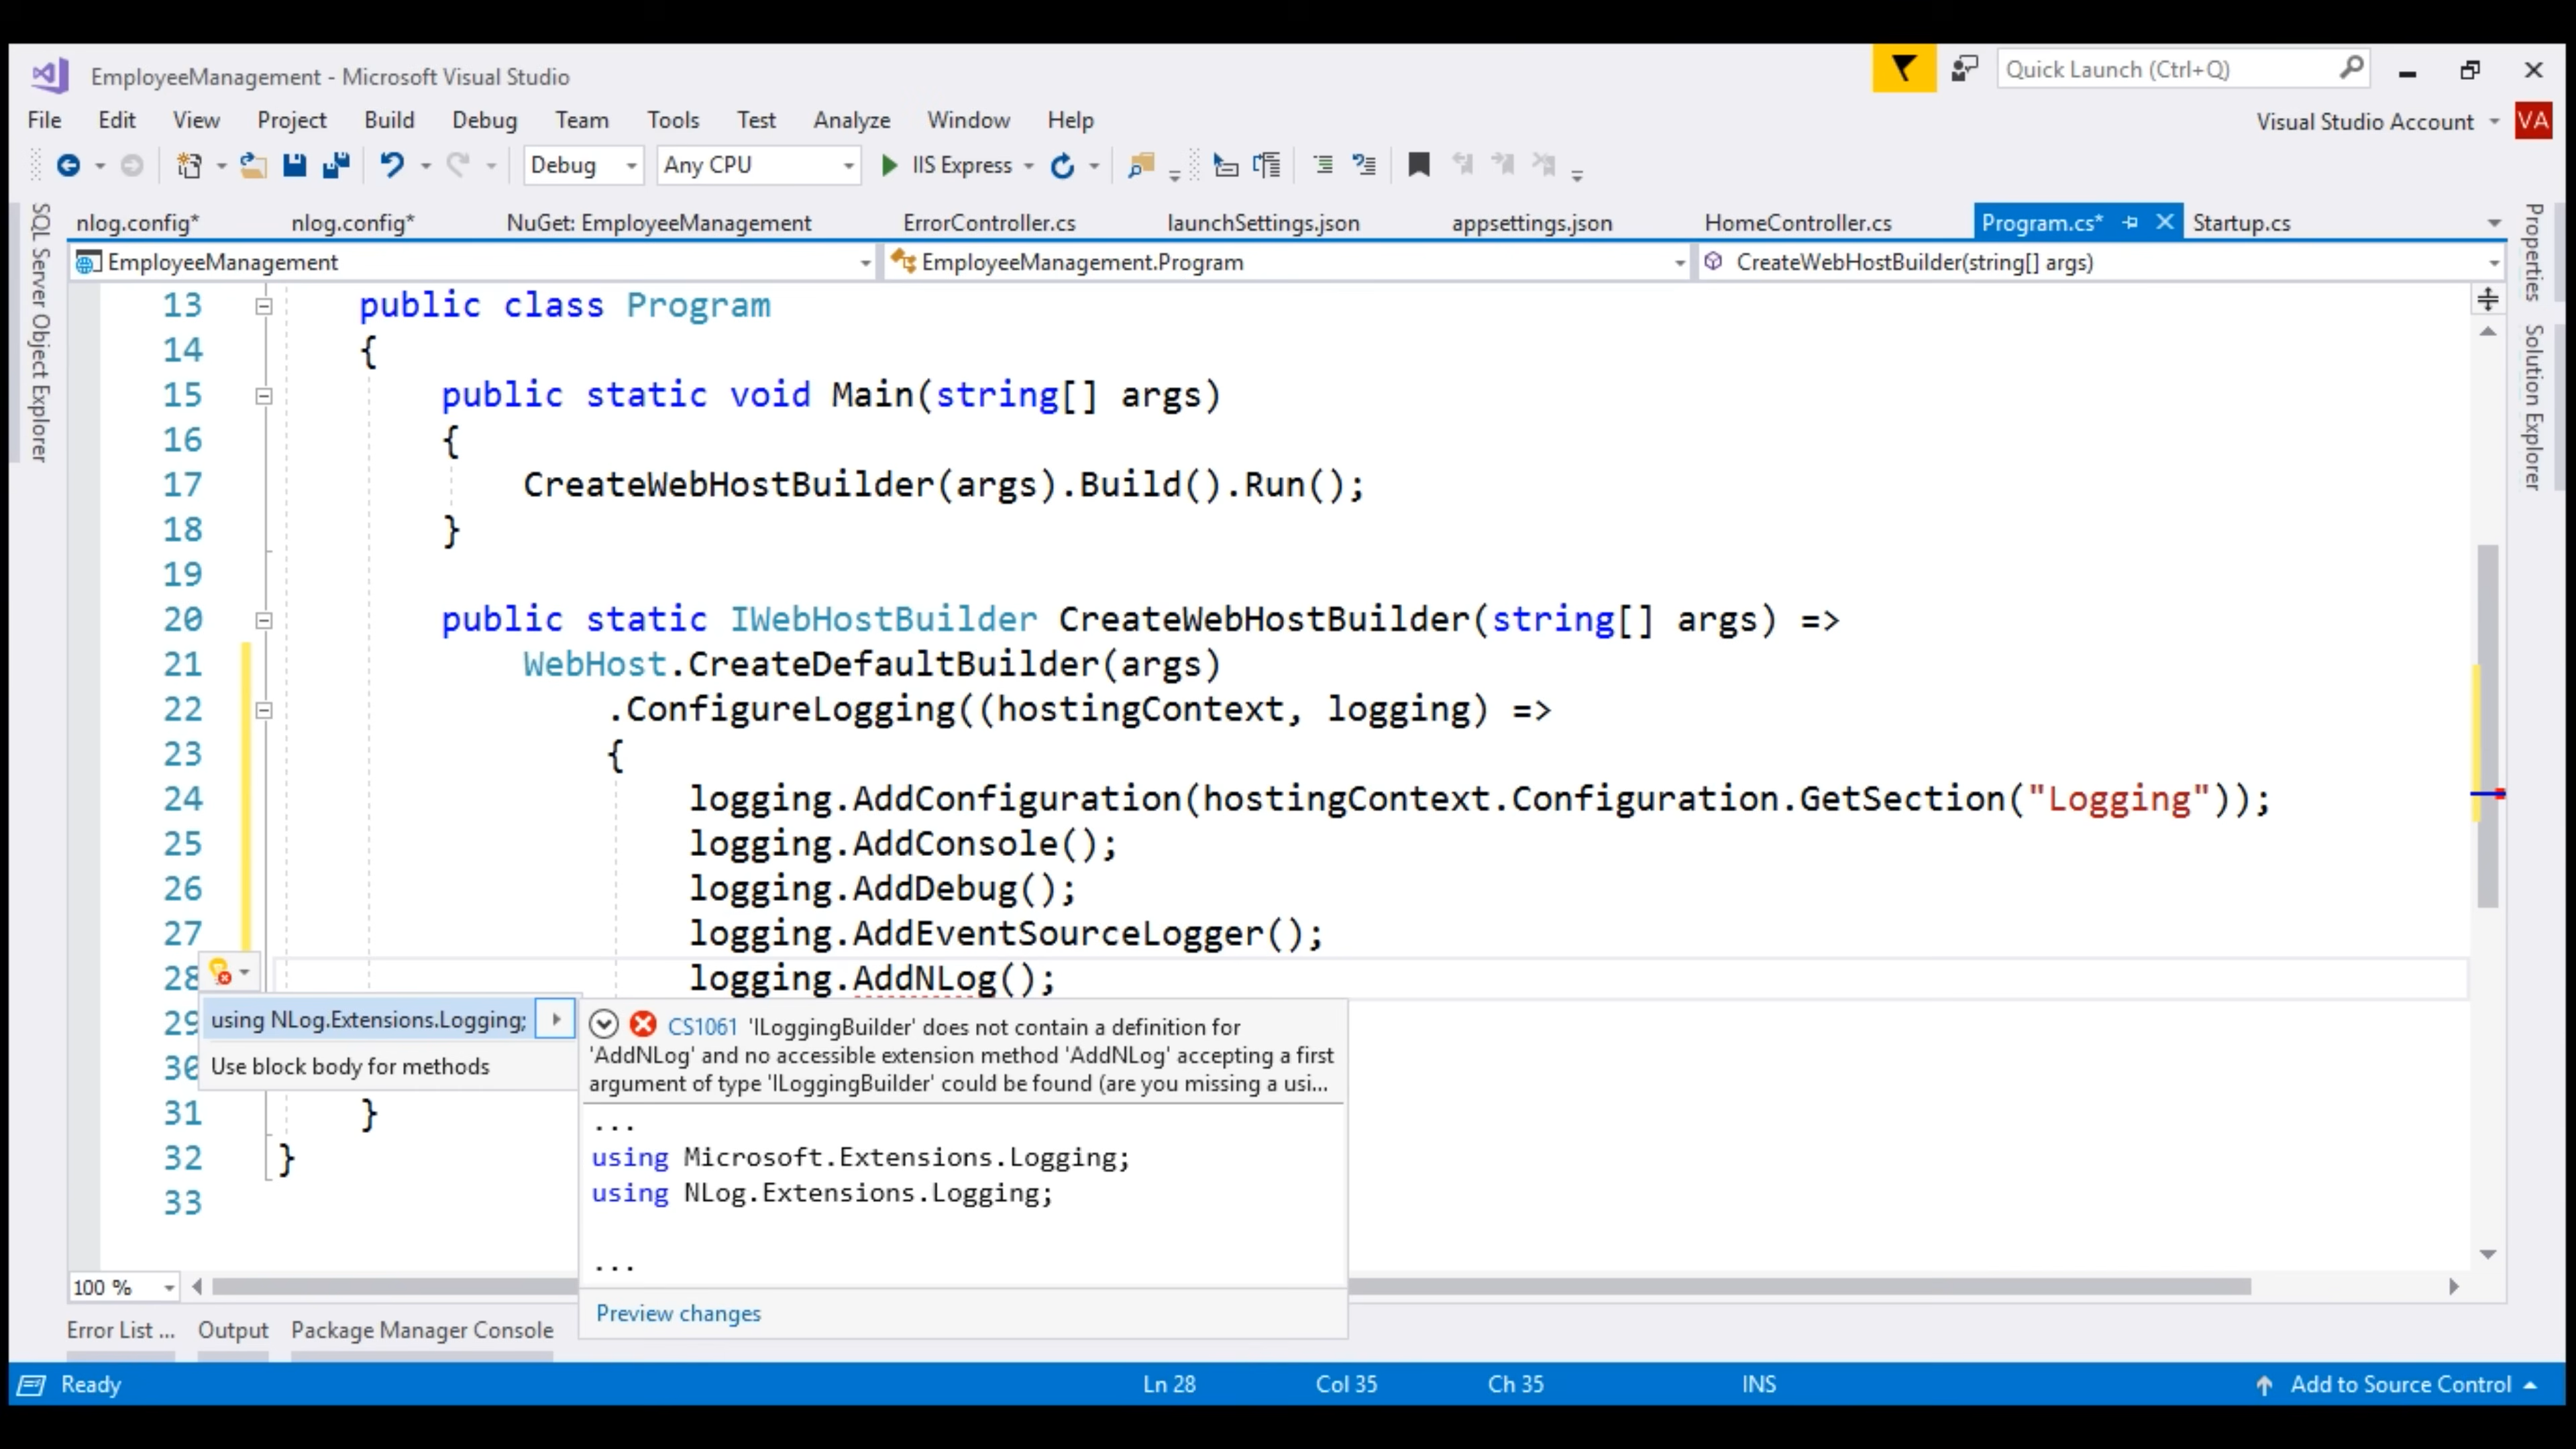 EmployeeManagement - Microsoft Visual Studio
Quick Launch (Ctrl+Q)
File Edit View Project Build Debug Team Tools Test Analyze Window Help
Visual Studio Account VA
Debug Any CPU IIS Express
nlog.config* nlog.config* NuGet: EmployeeManagement ErrorController.cs launchSettings.json appsettings.json HomeController.cs Program.cs* Startup.cs
EmployeeManagement EmployeeManagement.Program CreateWebHostBuilder(string[] args)
SQL Server Object Explorer
Properties
Solution Explorer
13 public class Program
14 {
15 public static void Main(string[] args)
16 {
17 CreateWebHostBuilder(args).Build().Run();
18 }
19
20 public static IWebHostBuilder CreateWebHostBuilder(string[] args) =>
21 WebHost.CreateDefaultBuilder(args)
22 .ConfigureLogging((hostingContext, logging) =>
23 {
24 logging.AddConfiguration(hostingContext.Configuration.GetSection("Logging"));
25 logging.AddConsole();
26 logging.AddDebug();
27 logging.AddEventSourceLogger();
28 logging.AddNLog();
29
30
31 }
32 }
33
using NLog.Extensions.Logging;
Use block body for methods
CS1061 'ILoggingBuilder' does not contain a definition for
'AddNLog' and no accessible extension method 'AddNLog' accepting a first
argument of type 'ILoggingBuilder' could be found (are you missing a usi...
...
using Microsoft.Extensions.Logging;
using NLog.Extensions.Logging;
...
Preview changes
100 %
Error List ... Output Package Manager Console
Ready Ln 28 Col 35 Ch 35 INS Add to Source Control